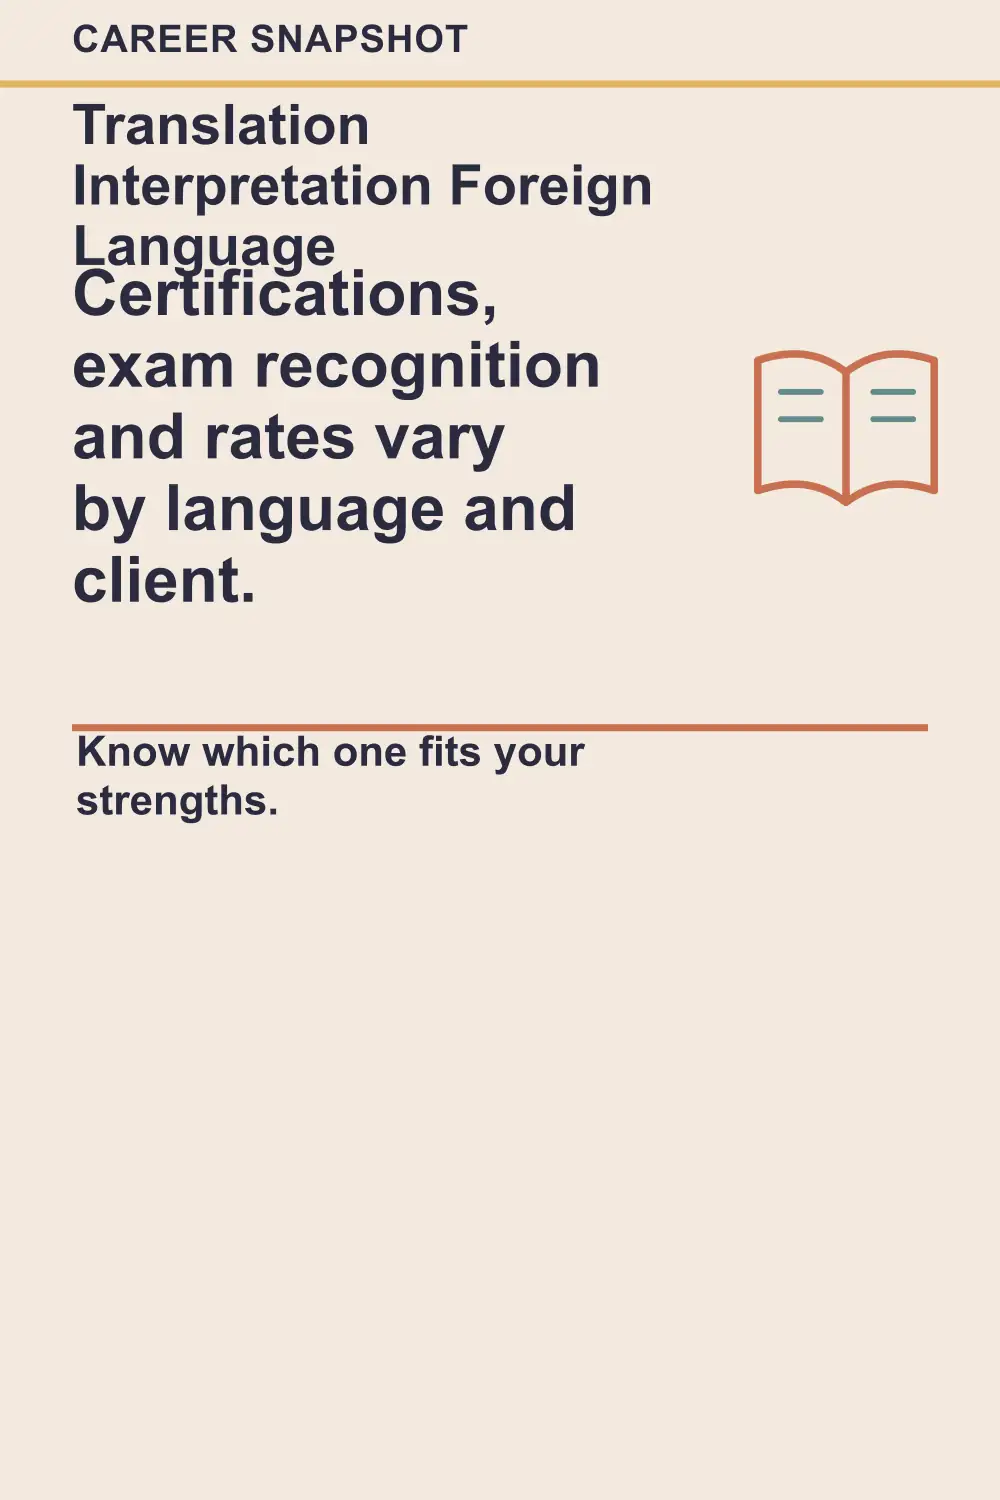 CAREER SNAPSHOT
Translation
Interpretation Foreign
Language
Certifications,
exam recognition
and rates vary
by language and
client.
Know which one fits your
strengths.